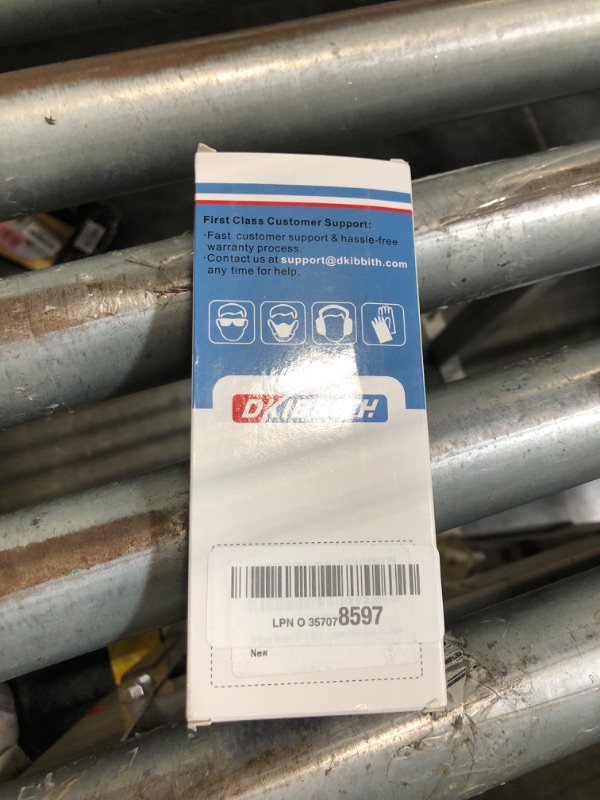 First Class Customer Support:
·Fast customer support & hassle-free
warranty process.
·Contact us at support@dkibbith.com
any time for help.
DKIBBITH
LPN O 357078597
New